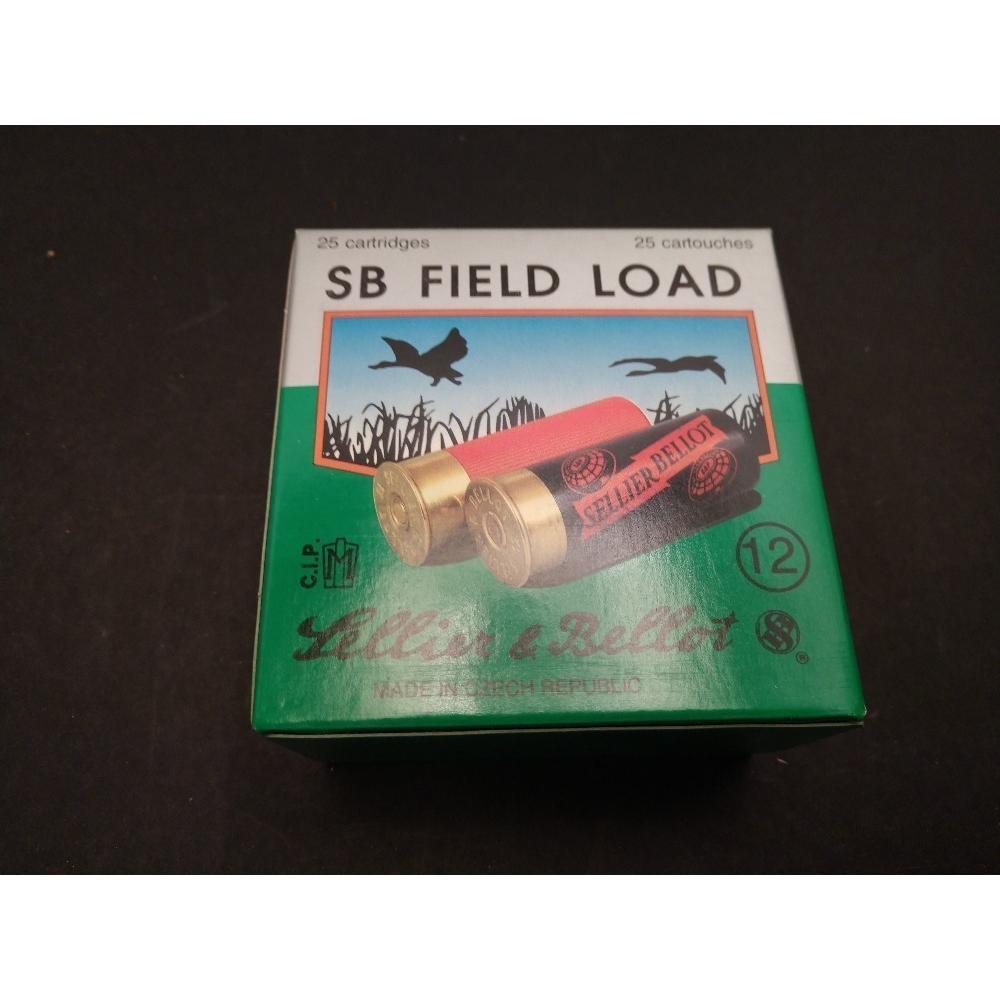 25 cartridges 25 cartouches
SB FIELD LOAD
SELLIER BELLOT
C.I.P.
12
Sellier & Bellot
®
MADE IN CZECH REPUBLIC